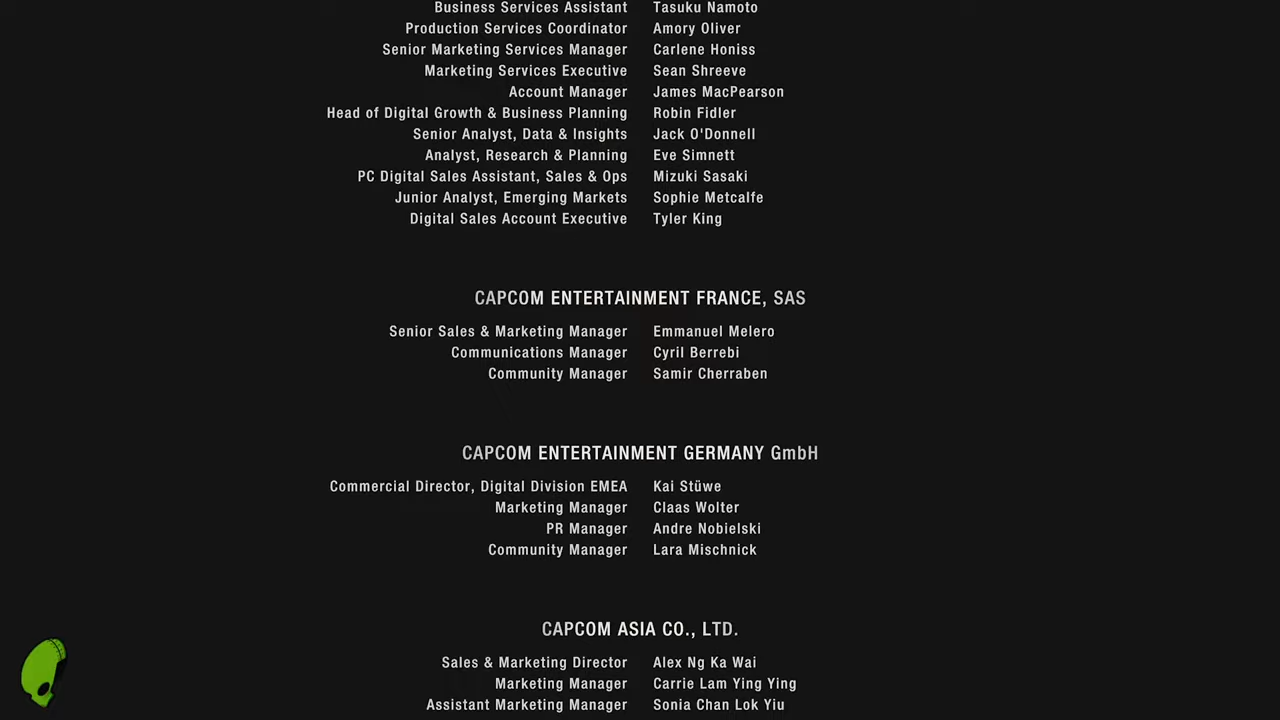 Business Services Assistant Tasuku Namoto
Production Services Coordinator Amory Oliver
Senior Marketing Services Manager Carlene Honiss
Marketing Services Executive Sean Shreeve
Account Manager James MacPearson
Head of Digital Growth & Business Planning Robin Fidler
Senior Analyst, Data & Insights Jack O'Donnell
Analyst, Research & Planning Eve Simnett
PC Digital Sales Assistant, Sales & Ops Mizuki Sasaki
Junior Analyst, Emerging Markets Sophie Metcalfe
Digital Sales Account Executive Tyler King
CAPCOM ENTERTAINMENT FRANCE, SAS
Senior Sales & Marketing Manager Emmanuel Melero
Communications Manager Cyril Berrebi
Community Manager Samir Cherraben
CAPCOM ENTERTAINMENT GERMANY GmbH
Commercial Director, Digital Division EMEA Kai Stüwe
Marketing Manager Claas Wolter
PR Manager Andre Nobielski
Community Manager Lara Mischnick
CAPCOM ASIA CO., LTD.
Sales & Marketing Director Alex Ng Ka Wai
Marketing Manager Carrie Lam Ying Ying
Assistant Marketing Manager Sonia Chan Lok Yiu